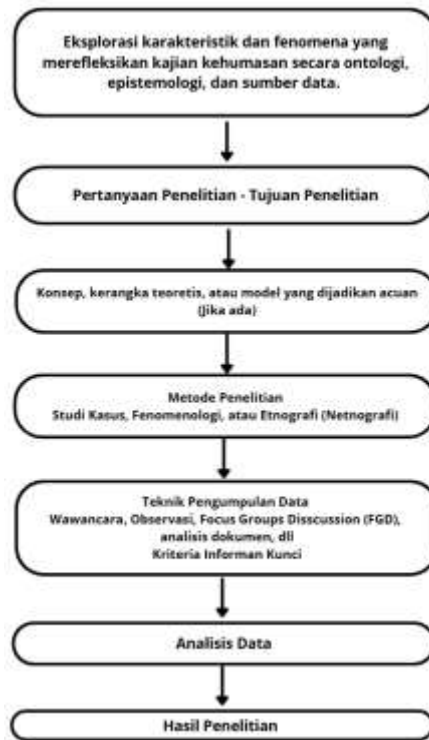 Eksplorasi karakteristik dan fenomena yang
merefleksikan kajian kehumasan secara ontologi,
epistemologi, dan sumber data.
Pertanyaan Penelitian - Tujuan Penelitian
Konsep, kerangka teoretis, atau model yang dijadikan acuan
(Jika ada)
Metode Penelitian
Studi Kasus, Fenomenologi, atau Etnografi (Netnografi)
Teknik Pengumpulan Data
Wawancara, Observasi, Focus Groups Disscussion (FGD),
analisis dokumen, dll
Kriteria Informan Kunci
Analisis Data
Hasil Penelitian